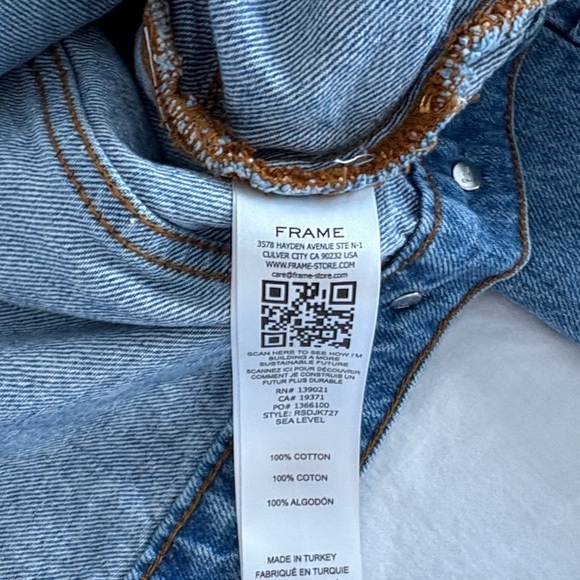 FRAME
3578 HAYDEN AVENUE STE N-1
CULVER CITY CA 90232 USA
WWW.FRAME-STORE.COM
care@frame-store.com
SCAN HERE TO SEE HOW I'M
BUILDING A MORE
SUSTAINABLE FUTURE
SCANNEZ ICI POUR DÉCOUVRIR
COMMENT JE CONSTRUIS UN
FUTUR PLUS DURABLE
RN# 139021
CA# 19371
PO# 1366100
STYLE: RSDJK727
SEA LEVEL
100% COTTON
100% COTON
100% ALGODÓN
MADE IN TURKEY
FABRIQUÉ EN TURQUIE